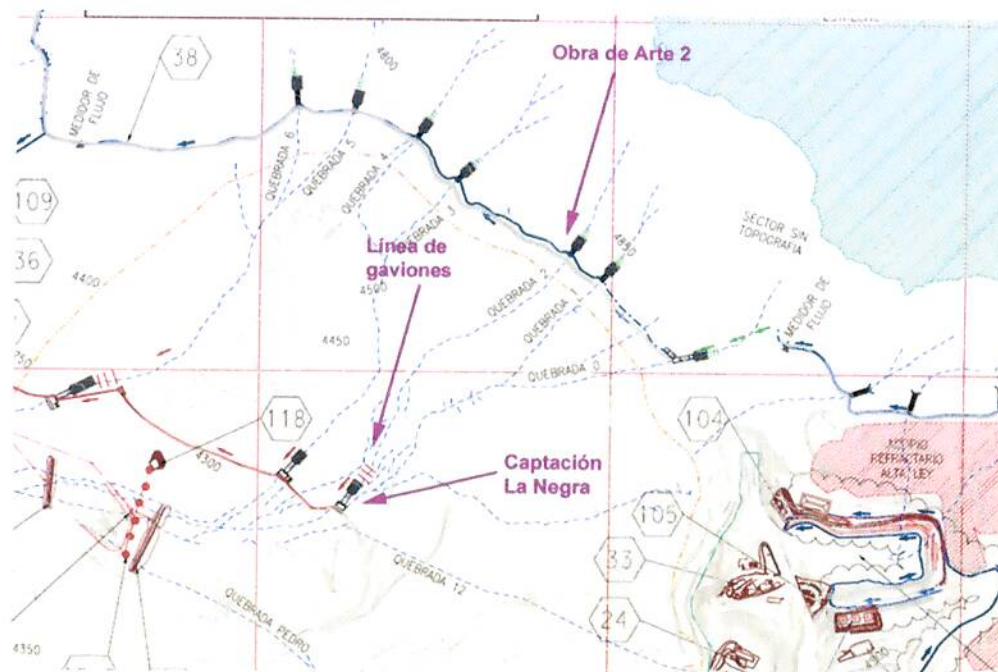 38
MEDIDOR DE
FLUJO
4800
Obra de Arte 2
QUEBRADA 6
QUEBRADA 5
QUEBRADA 4
QUEBRADA 3
109
36
4400
Línea de
gaviones
4500
4450
QUEBRADA 2
QUEBRADA 1
SECTOR SIN
TOPOGRAFIA
MEDIDOR DE
FLUJO
QUEBRADA 0
118
4300
104
ACOPIO
REFRACTARIO
ALTA LEY
Captación
La Negra
105
33
24
QUEBRADA 12
QUEBRADA PEDRO
4350